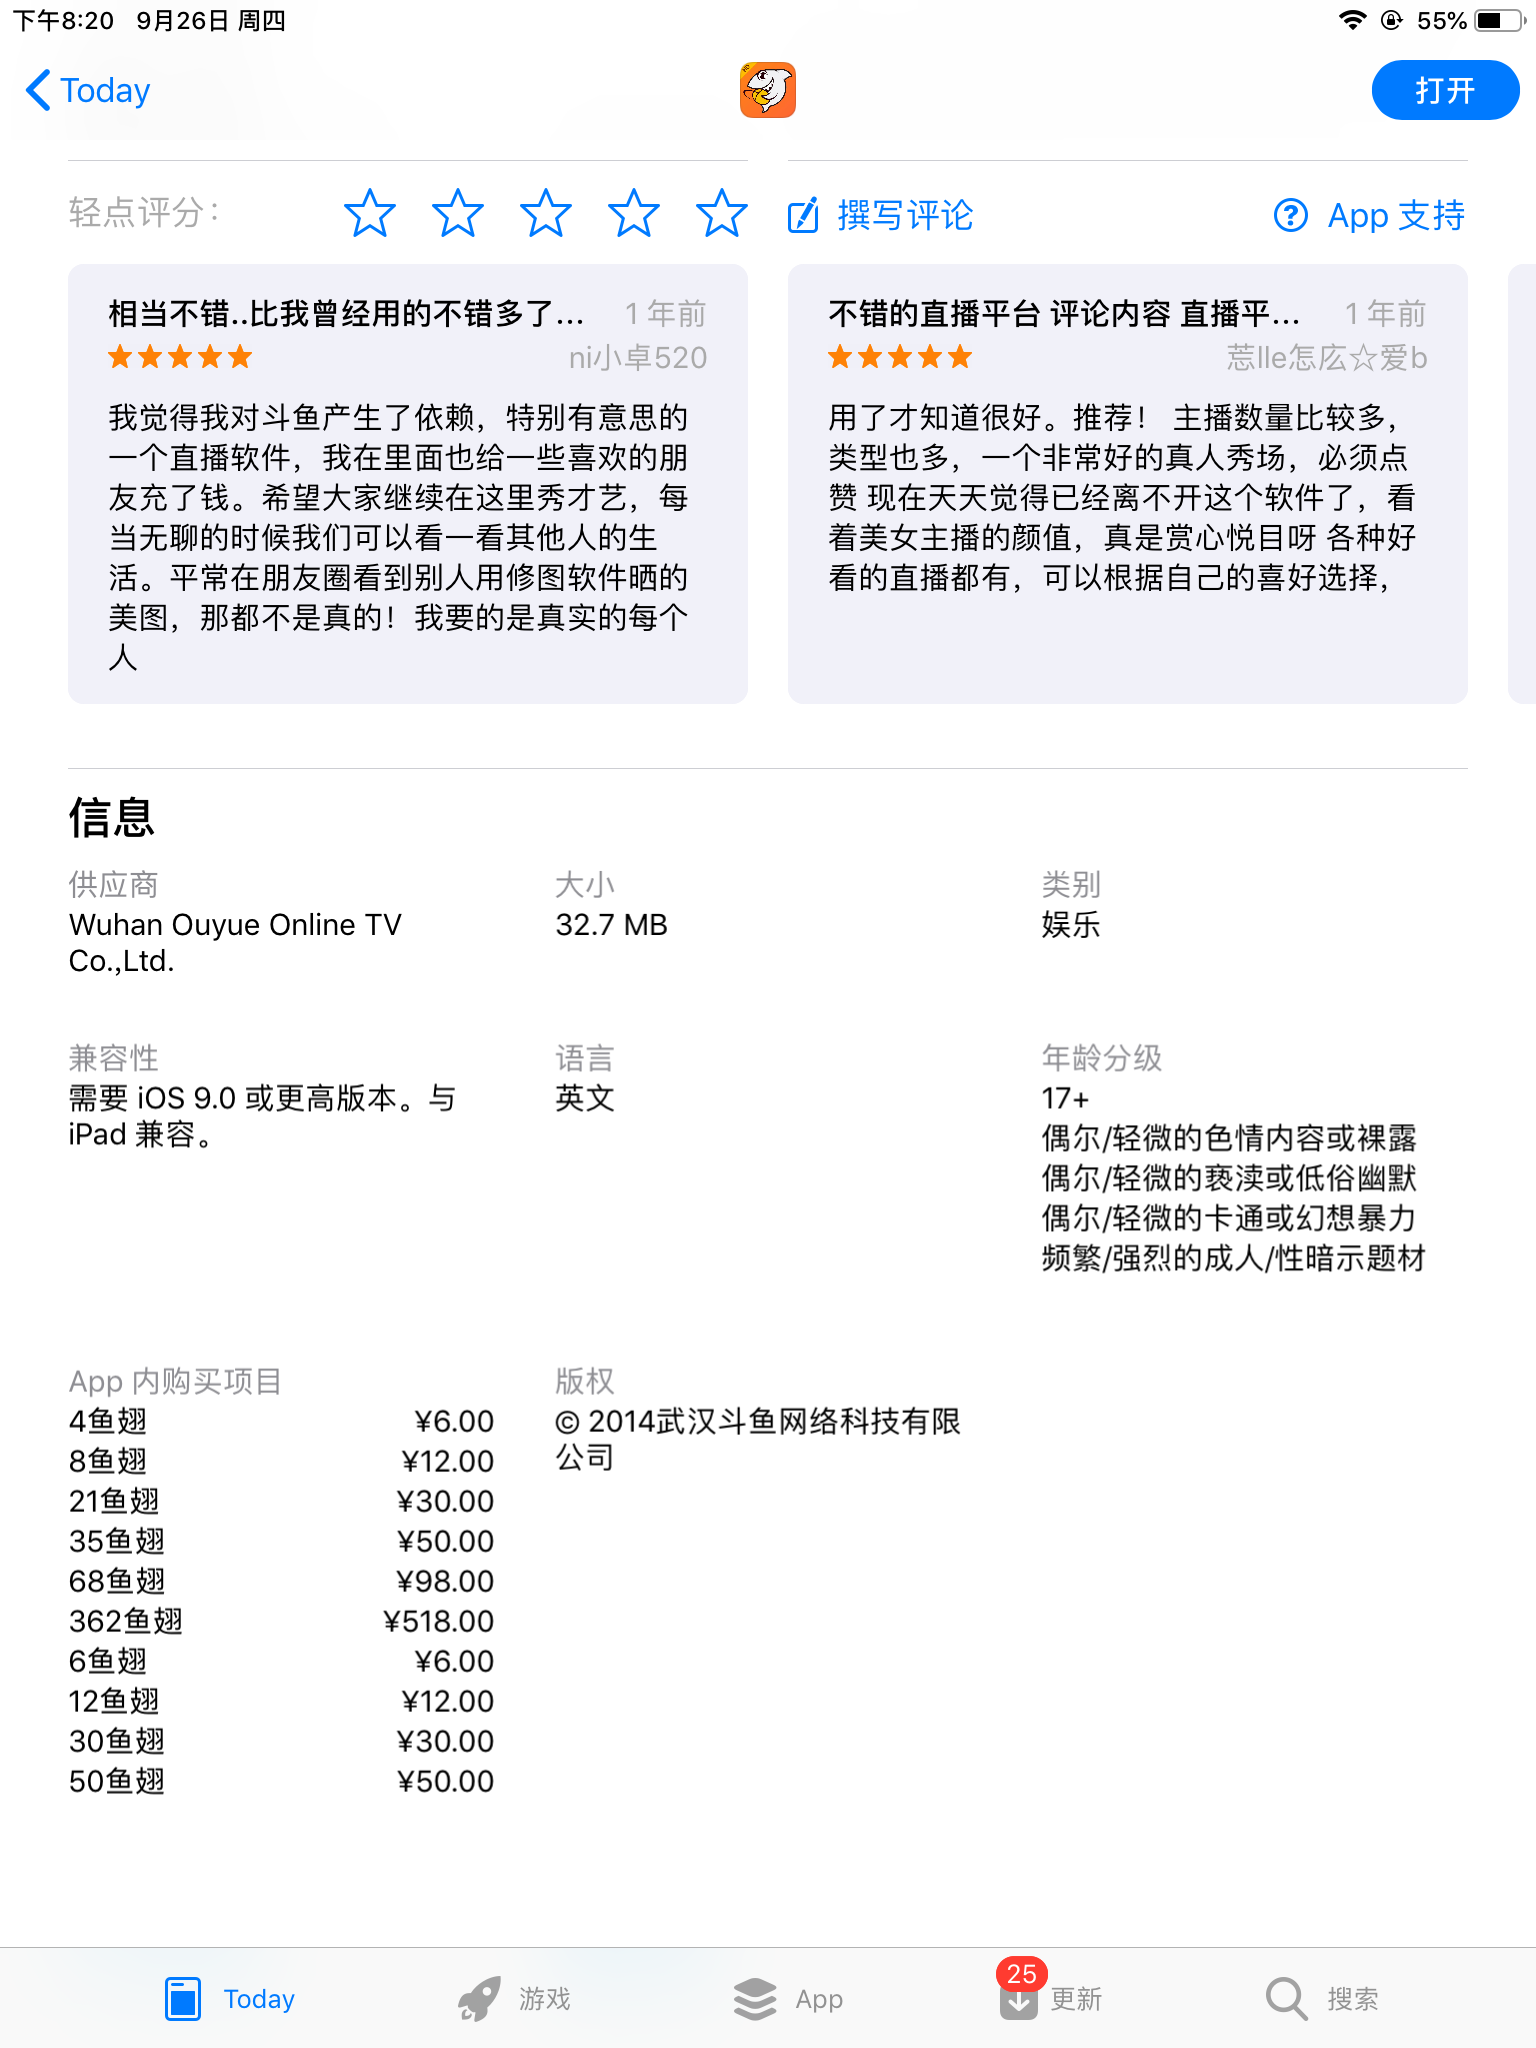 下午8:20 9月26日 周四
55%
Today
打开
轻点评分：
撰写评论
App 支持
相当不错..比我曾经用的不错多了...
1 年前
ni小卓520
我觉得我对斗鱼产生了依赖，特别有意思的
一个直播软件，我在里面也给一些喜欢的朋
友充了钱。希望大家继续在这里秀才艺，每
当无聊的时候我们可以看一看其他人的生
活。平常在朋友圈看到别人用修图软件晒的
美图，那都不是真的！我要的是真实的每个
人
不错的直播平台 评论内容 直播平...
1 年前
莣lle怎庅☆爱b
用了才知道很好。推荐！ 主播数量比较多，
类型也多，一个非常好的真人秀场，必须点
赞 现在天天觉得已经离不开这个软件了，看
着美女主播的颜值，真是赏心悦目呀 各种好
看的直播都有，可以根据自己的喜好选择，
信息
供应商
Wuhan Ouyue Online TV
Co.,Ltd.
大小
32.7 MB
类别
娱乐
兼容性
需要 iOS 9.0 或更高版本。与
iPad 兼容。
语言
英文
年龄分级
17+
偶尔/轻微的色情内容或裸露
偶尔/轻微的亵渎或低俗幽默
偶尔/轻微的卡通或幻想暴力
频繁/强烈的成人/性暗示题材
App 内购买项目
4鱼翅 ¥6.00
8鱼翅 ¥12.00
21鱼翅 ¥30.00
35鱼翅 ¥50.00
68鱼翅 ¥98.00
362鱼翅 ¥518.00
6鱼翅 ¥6.00
12鱼翅 ¥12.00
30鱼翅 ¥30.00
50鱼翅 ¥50.00
版权
© 2014武汉斗鱼网络科技有限
公司
Today
游戏
App
25
更新
搜索